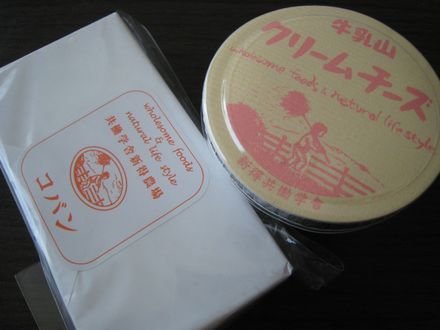 wholesome foods
&
natural life style
共働学舎新得農場
コバン
牛乳山
クリームチーズ
wholesome foods & natural life style
新得共働学舎